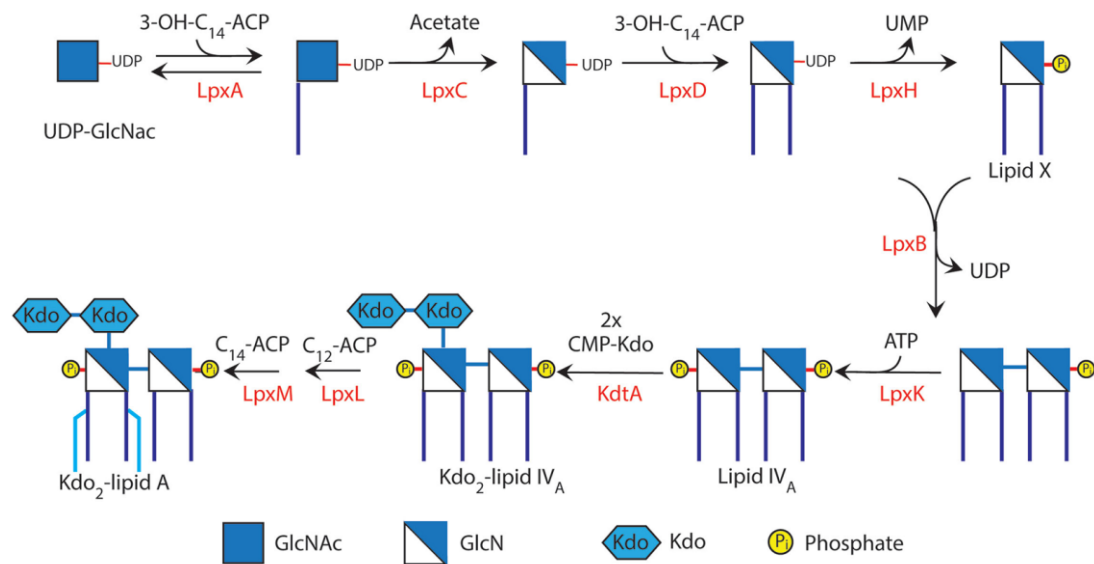 3-OH-C14-ACP
UDP
LpxA
UDP-GlcNac
Acetate
UDP
LpxC
3-OH-C14-ACP
UDP
LpxD
UMP
UDP
LpxH
Pi
Lipid X
LpxB
UDP
Kdo Kdo
Pi
Pi
Kdo2-lipid A
C14-ACP
LpxM
C12-ACP
LpxL
Kdo Kdo
Pi
Kdo2-lipid IVA
2x
CMP-Kdo
KdtA
Pi
Pi
Lipid IVA
ATP
LpxK
Pi
GlcNAc
GlcN
Kdo Kdo
Pi Phosphate